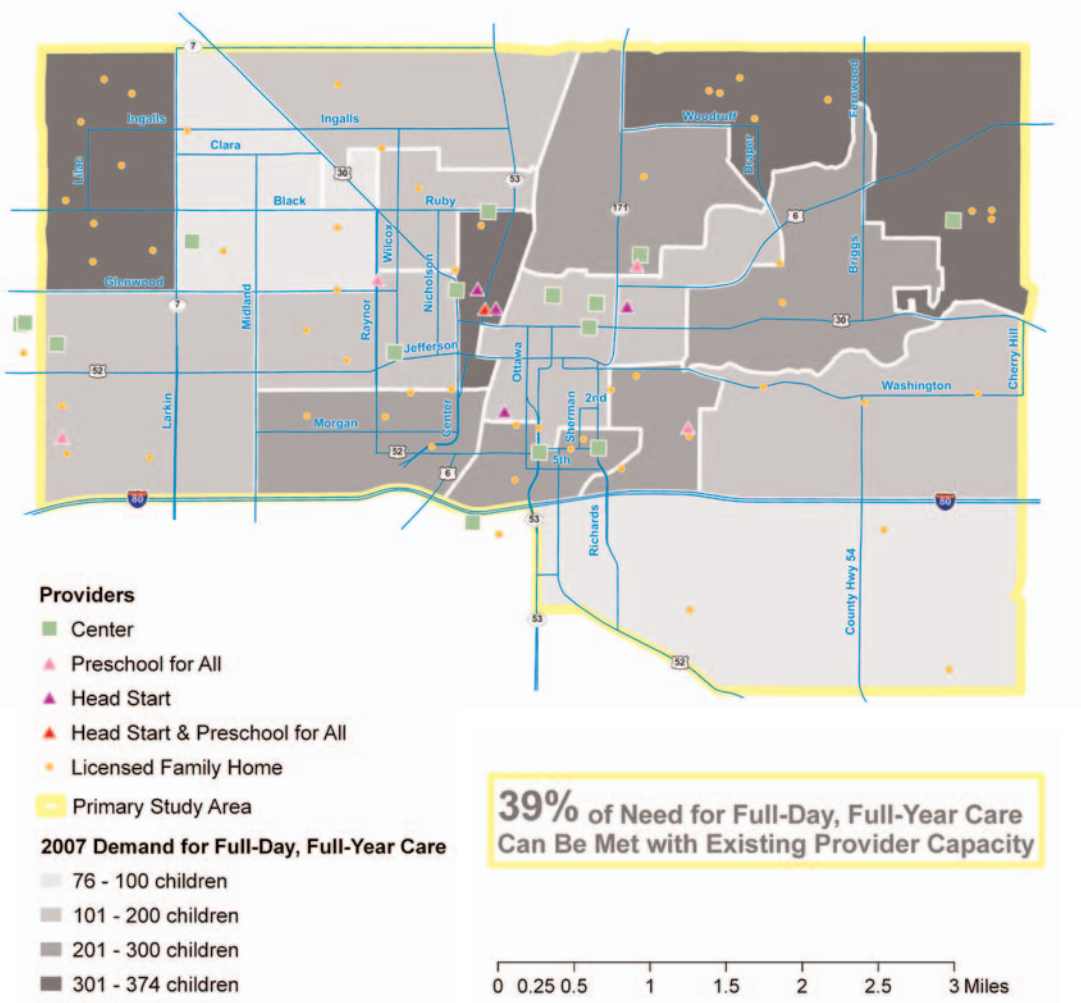 7
Fernwood
Ingalls
Ingalls
Woodruff
Clara
Lilac
30
53
Draper
Black
Ruby
171
6
Wilcox
Nicholson
Briggs
Glenwood
7
Midland
Raynor
30
Jefferson
Ottawa
52
Cherry Hill
Washington
Larkin
Center
Sherman
2nd
Morgan
52
5th
6
80
80
53
Richards
County Hwy 54
53
52
Providers
Center
Preschool for All
Head Start
Head Start & Preschool for All
Licensed Family Home
Primary Study Area
2007 Demand for Full-Day, Full-Year Care
76 - 100 children
101 - 200 children
201 - 300 children
301 - 374 children
39% of Need for Full-Day, Full-Year Care
Can Be Met with Existing Provider Capacity
0 0.25 0.5 1 1.5 2 2.5 3 Miles